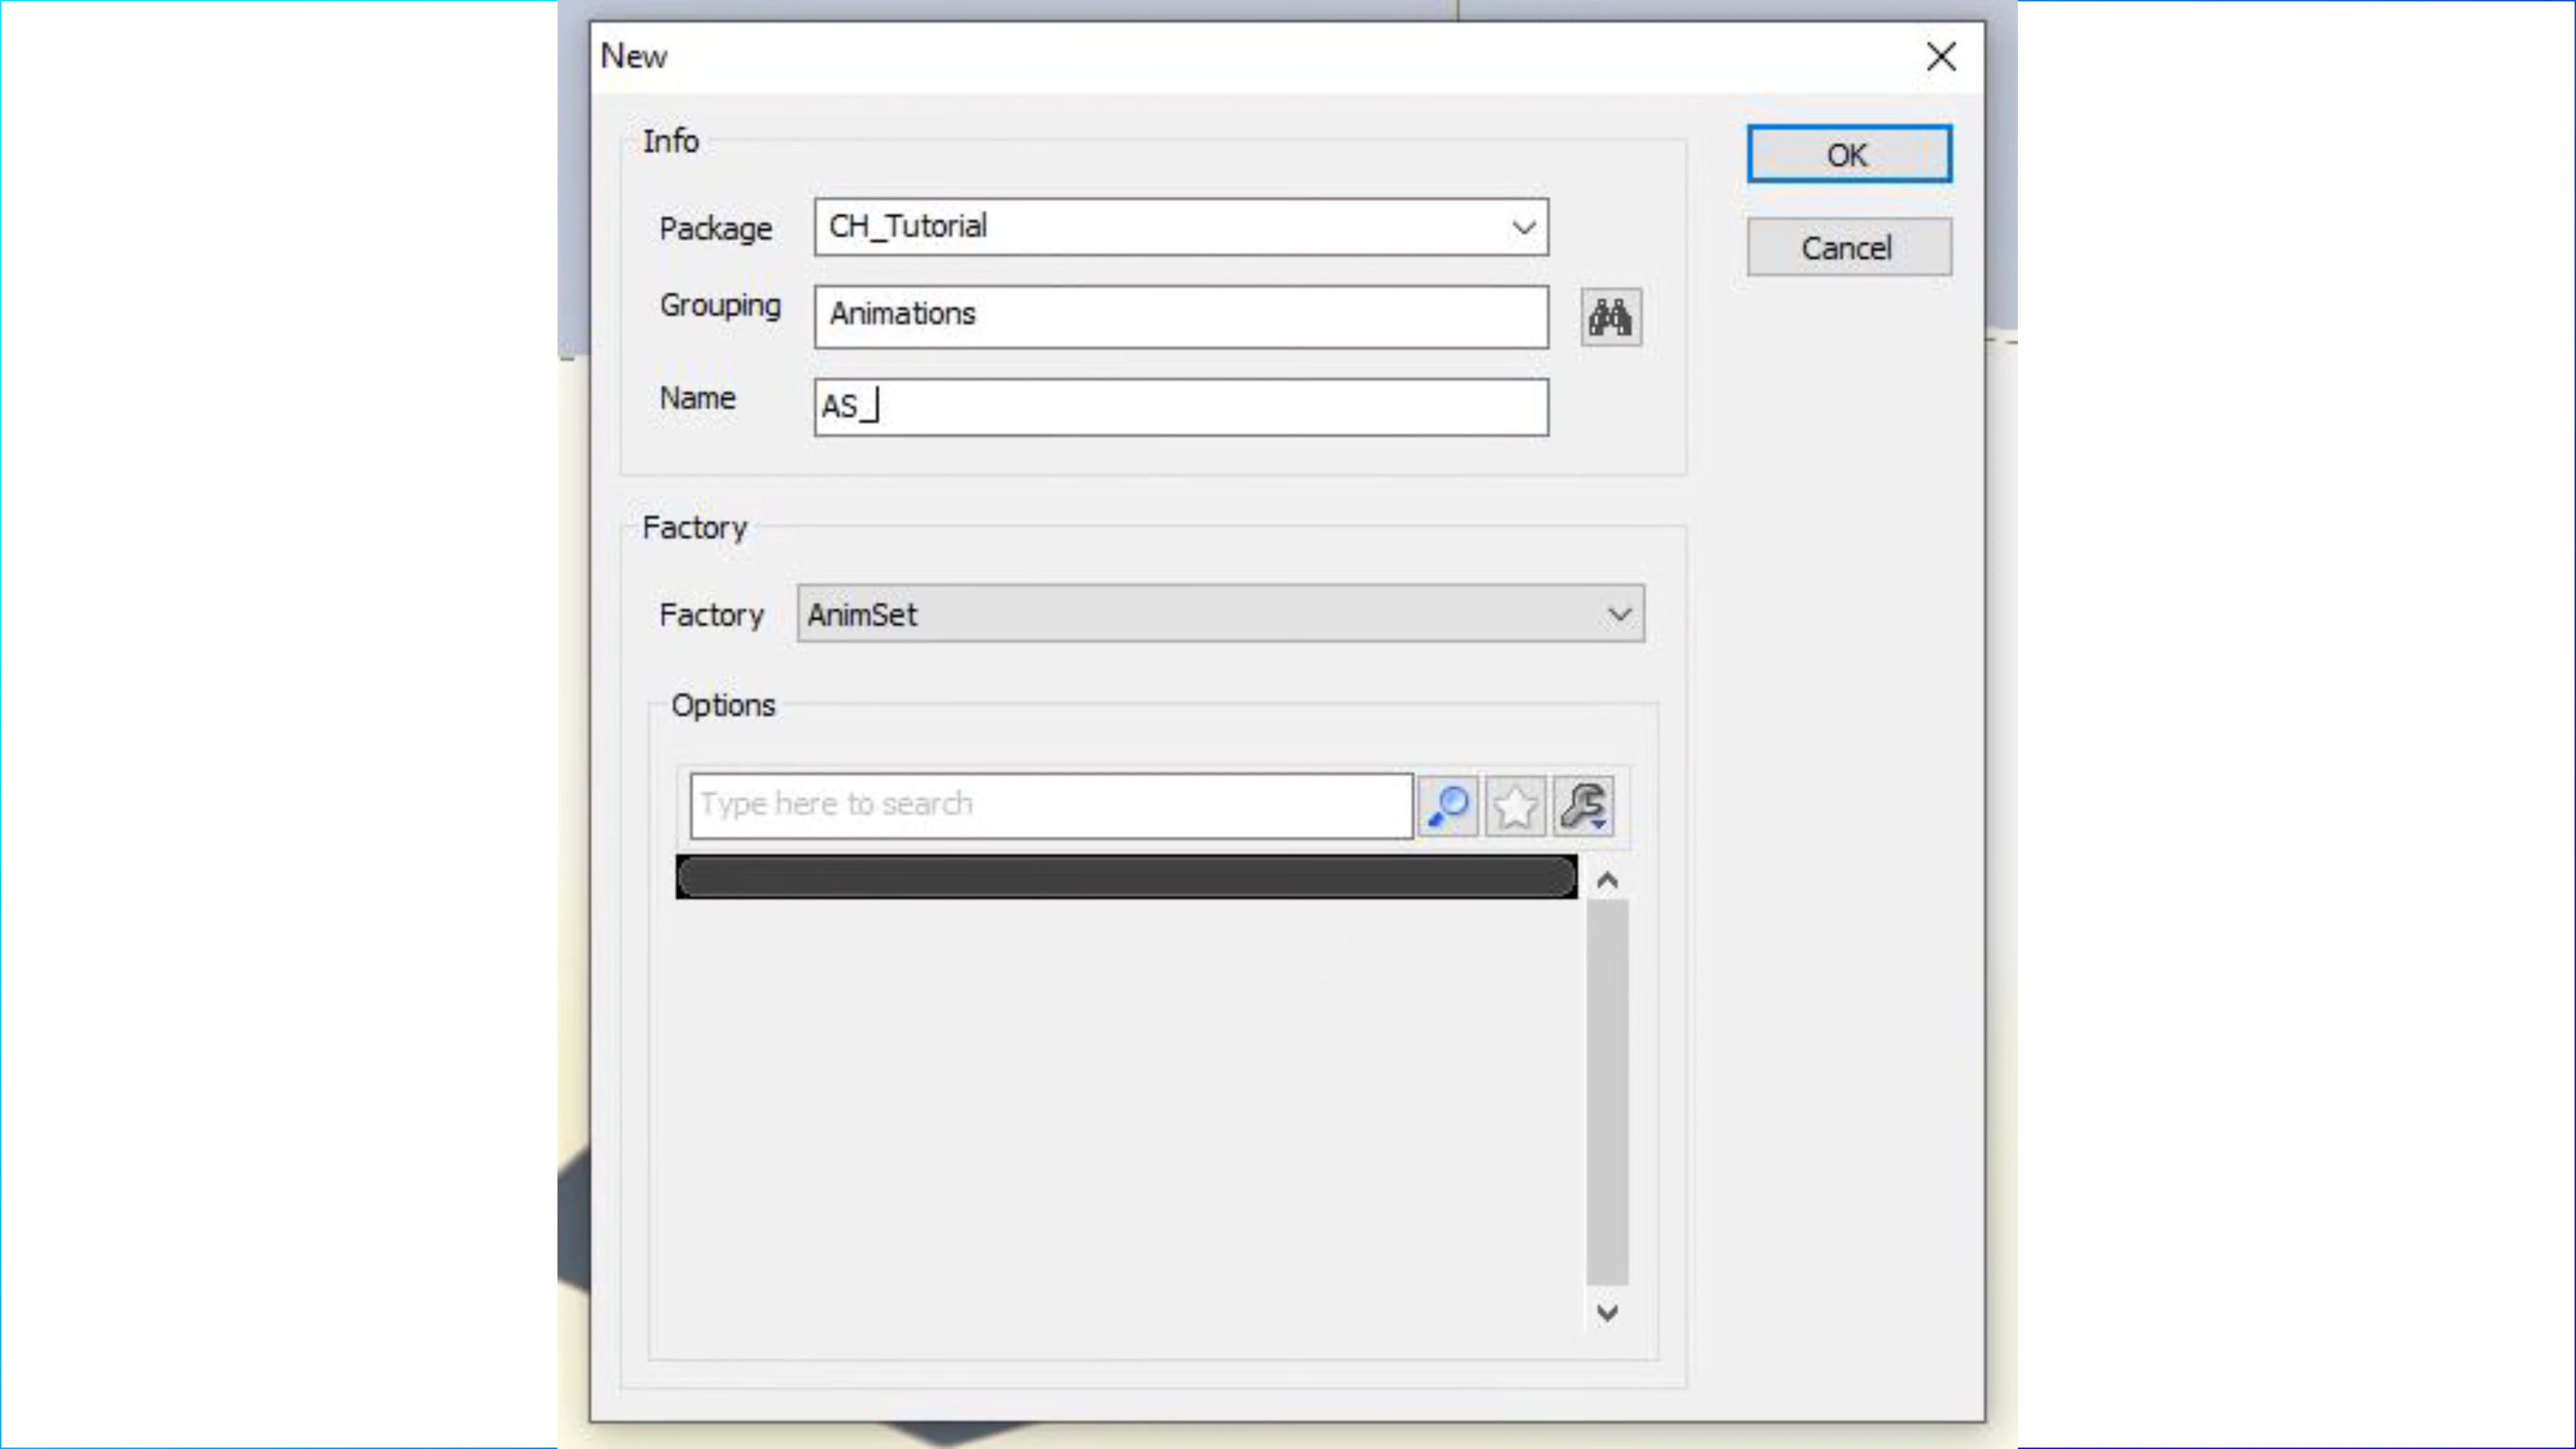 New
Info
OK
Package CH_Tutorial
Cancel
Grouping Animations
Name AS_
Factory
Factory AnimSet
Options
Type here to search